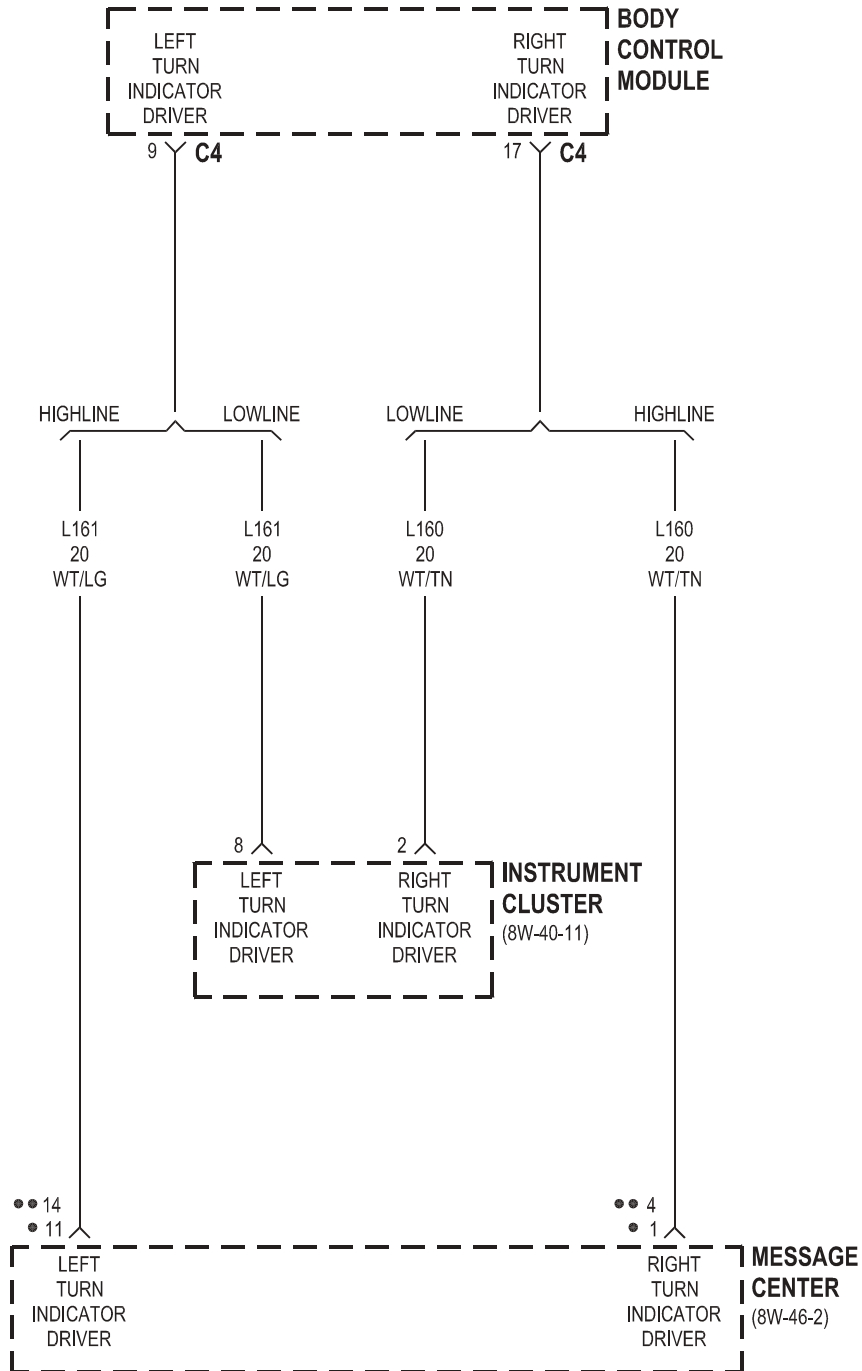 BODY
CONTROL
MODULE
LEFT
TURN
INDICATOR
DRIVER
RIGHT
TURN
INDICATOR
DRIVER
9 C4
17 C4
HIGHLINE
LOWLINE
LOWLINE
HIGHLINE
L161
20
WT/LG
L161
20
WT/LG
L160
20
WT/TN
L160
20
WT/TN
8
2
LEFT
TURN
INDICATOR
DRIVER
RIGHT
TURN
INDICATOR
DRIVER
INSTRUMENT
CLUSTER
(8W-40-11)
●● 14
● 11
●● 4
● 1
LEFT
TURN
INDICATOR
DRIVER
RIGHT
TURN
INDICATOR
DRIVER
MESSAGE
CENTER
(8W-46-2)